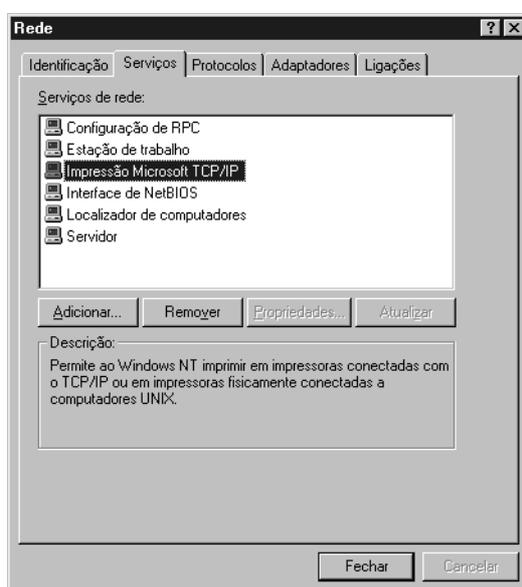 Rede
Identificação Serviços Protocolos Adaptadores Ligações
Serviços de rede:
Configuração de RPC
Estação de trabalho
Impressão Microsoft TCP/IP
Interface de NetBIOS
Localizador de computadores
Servidor
Adicionar... Remover Propriedades... Atualizar
Descrição:
Permite ao Windows NT imprimir em impressoras conectadas com
o TCP/IP ou em impressoras fisicamente conectadas a
computadores UNIX.
Fechar Cancelar